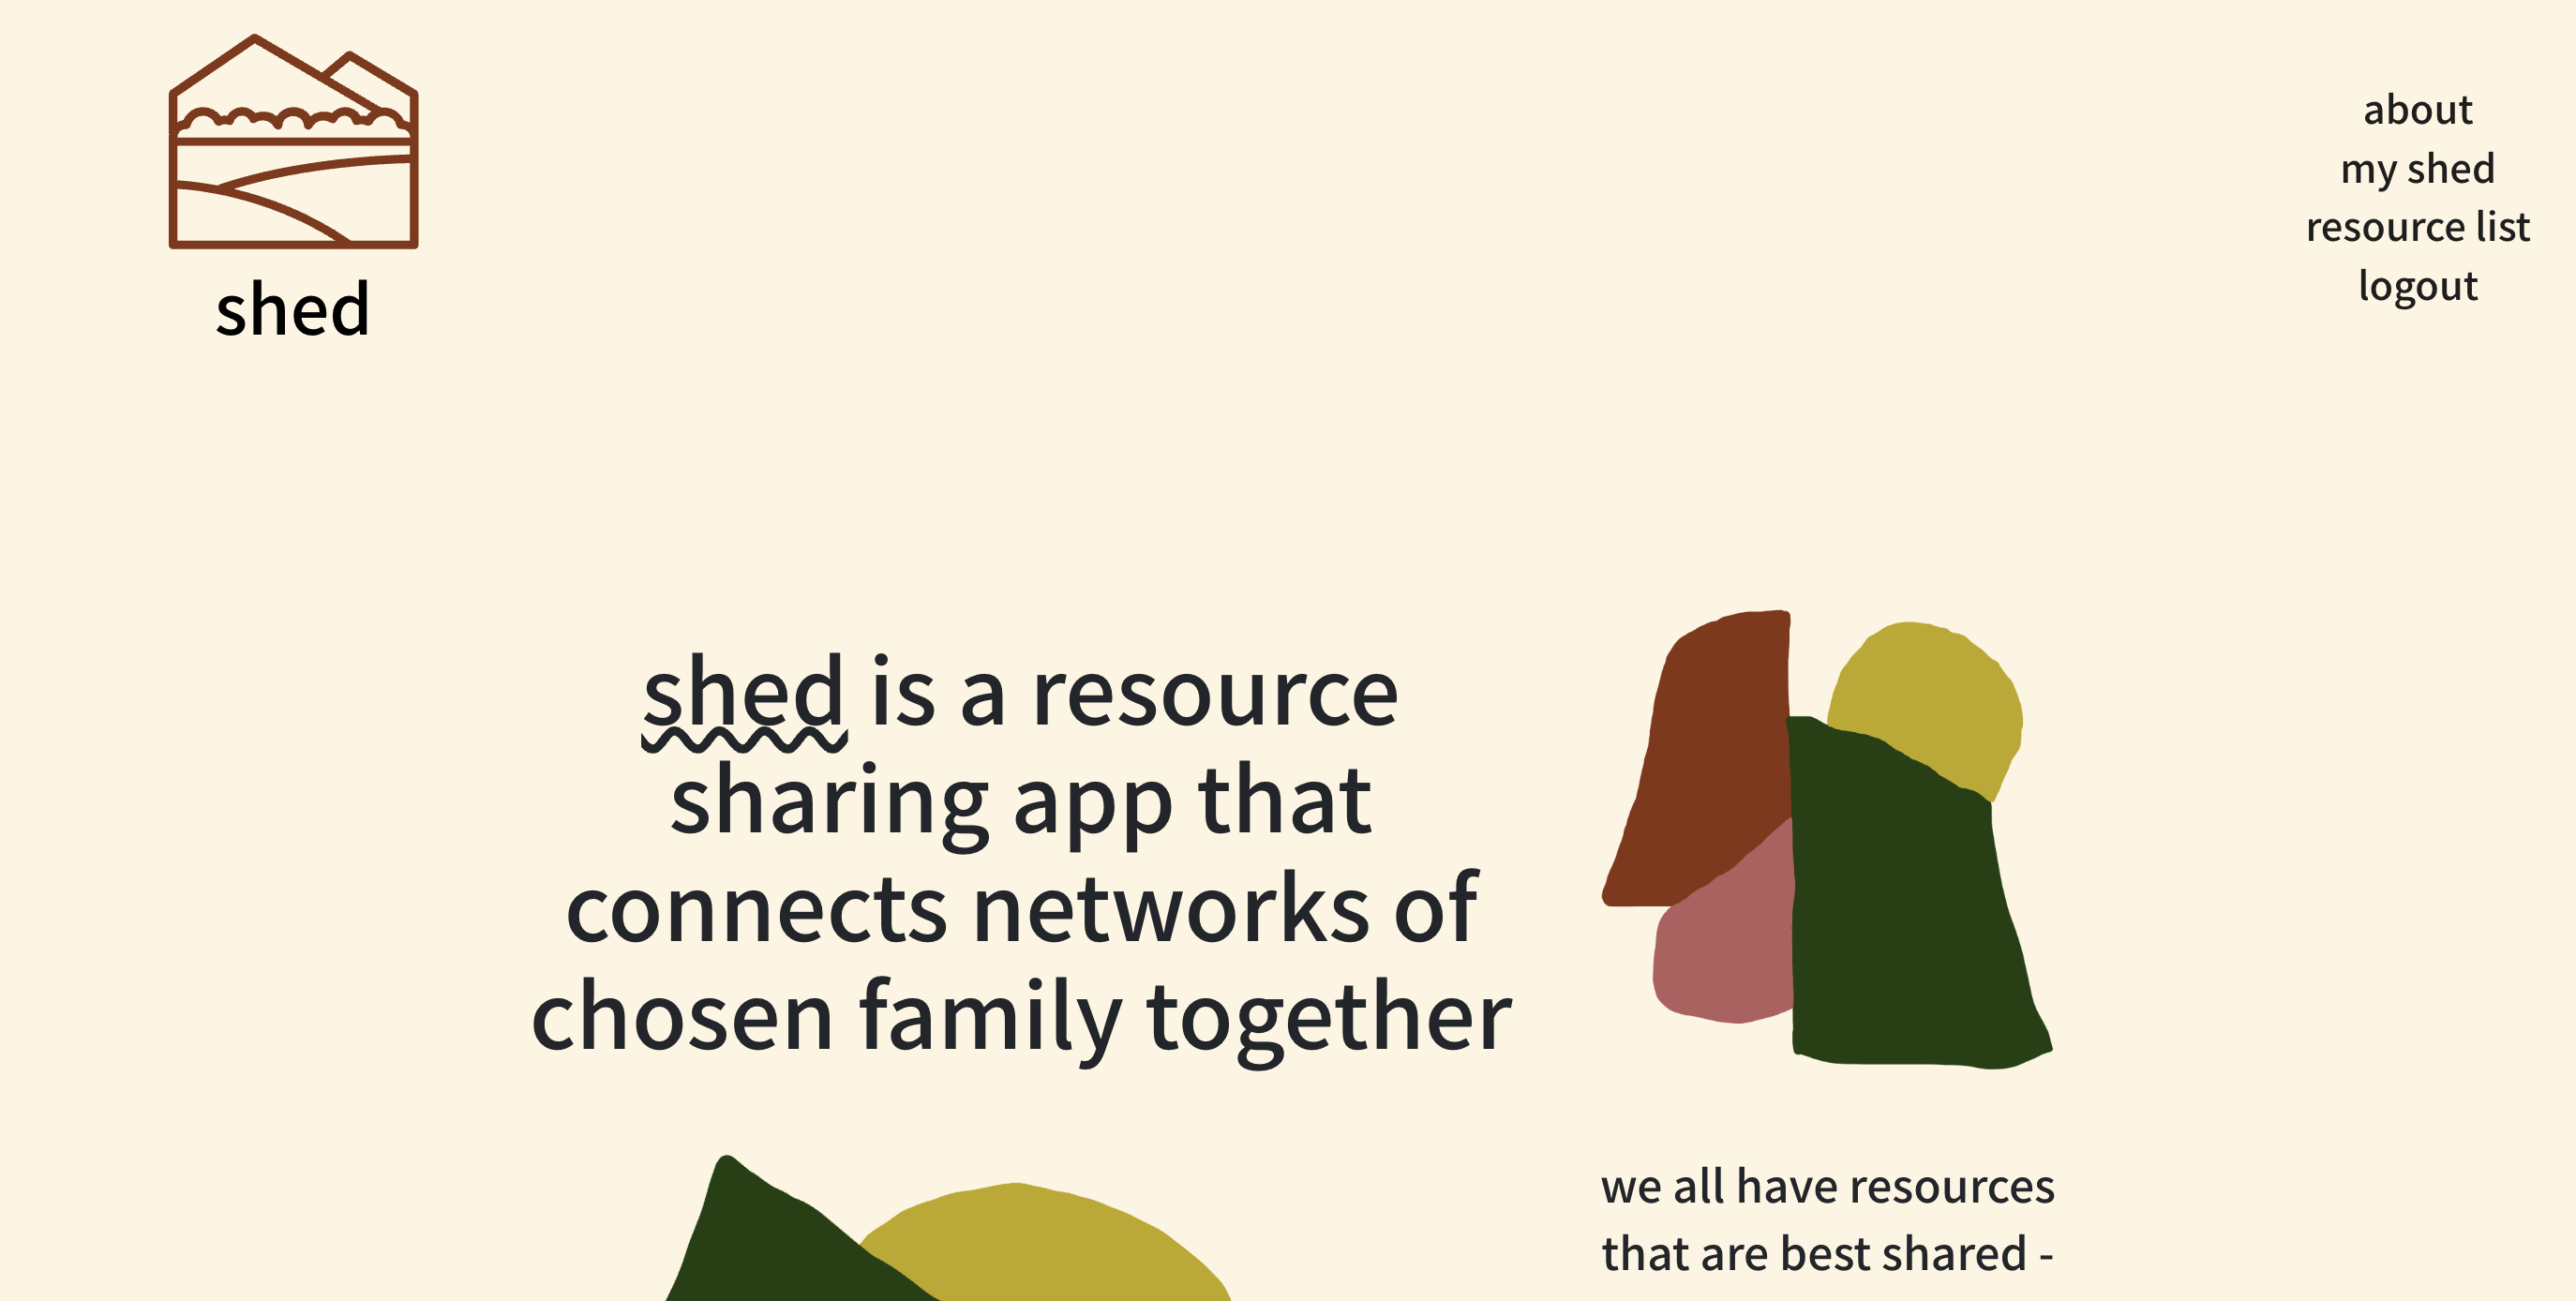 shed
about
my shed
resource list
logout
shed is a resource
sharing app that
connects networks of
chosen family together
we all have resources
that are best shared -